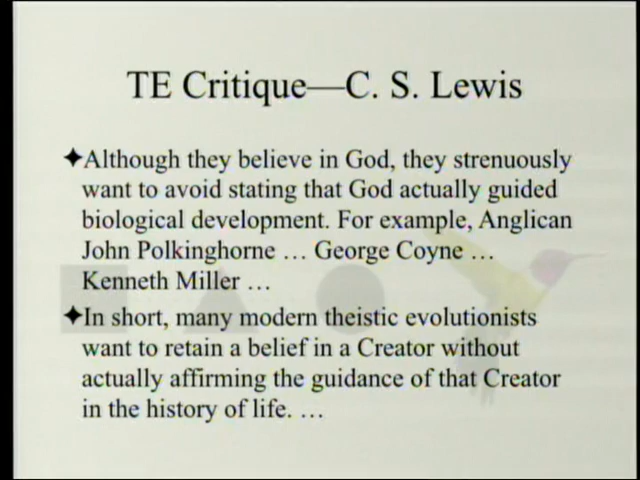 TE Critique—C. S. Lewis
✦Although they believe in God, they strenuously
want to avoid stating that God actually guided
biological development. For example, Anglican
John Polkinghorne … George Coyne …
Kenneth Miller …
✦In short, many modern theistic evolutionists
want to retain a belief in a Creator without
actually affirming the guidance of that Creator
in the history of life. …